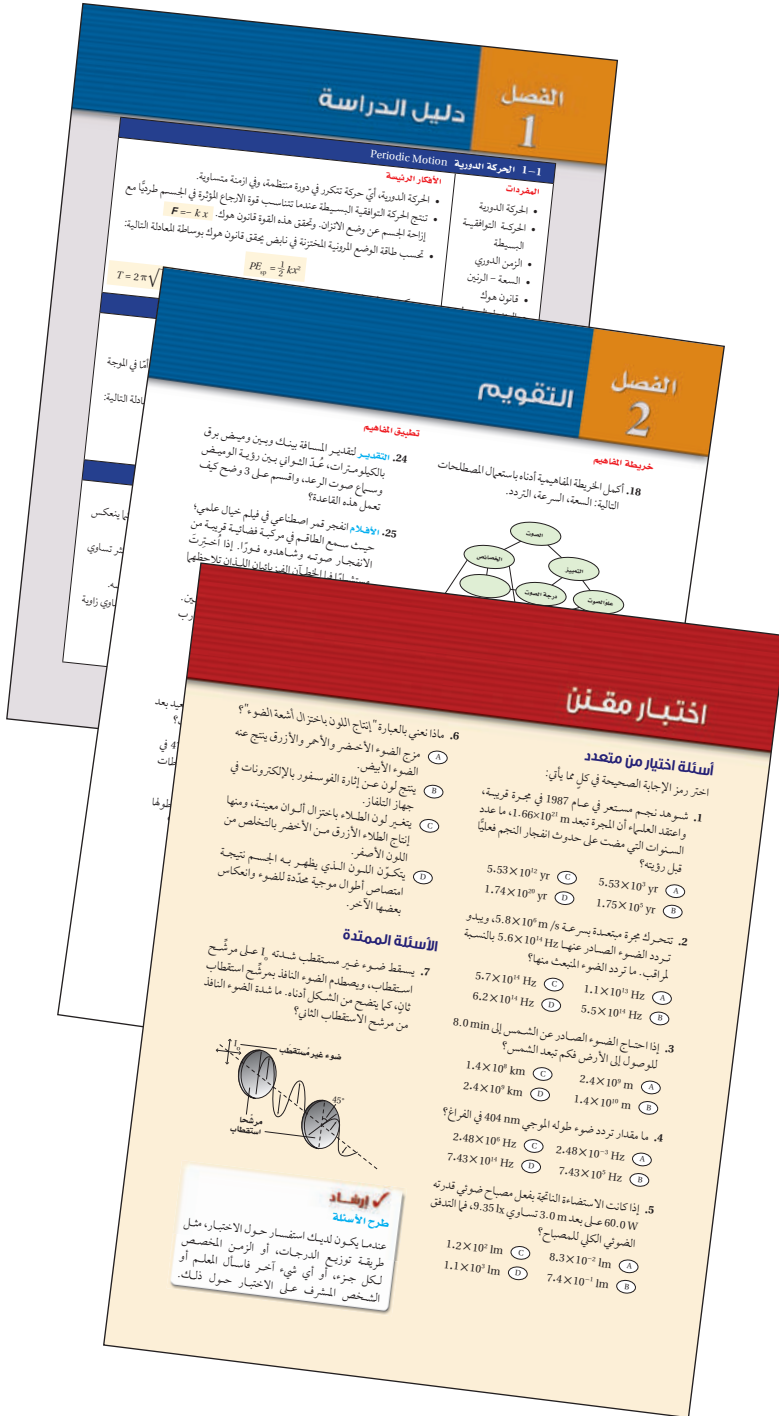 الفصل
1
دليل الدراسة
1-1 الحركة الدورية Periodic Motion
المفردات
• الحركة الدورية
• الحركة التوافقية
البسيطة
• الزمن الدوري
• السعة - الرنين
• قانون هوك
الأفكار الرئيسة
• الحركة الدورية، أيّ حركة تتكرر في دورة منتظمة، وفي ازمنة متساوية.
• تنتج الحركة التوافقية البسيطة عندما تتناسب قوة الارجاع المؤثرة في الجسم طرديًّا مع
إزاحة الجسم عن وضع الاتزان. وتحقق هذه القوة قانون هوك. F = − k x
• تحسب طاقة الوضع المرونية المختزنة في نابض يحقق قانون هوك بوساطة المعادلة التالية:
PE_sp = ½ kx²
T = 2π√
أمّا في الموجة
التالية:
ينعكس
تساوي
زاوية
الفصل
2
التقويم
خريطة المفاهيم
18. أكمل الخريطة المفاهيمية أدناه باستعمال المصطلحات
التالية: السعة، السرعة، التردد.
الصوت
الخصائص
التمييز
درجة الصوت
علو الصوت
تطبيق المفاهيم
24. التقدير لتقدير المسافة بينك وبين وميض برق
بالكيلومترات، عُدّ الثواني بين رؤية الوميض
وسماع صوت الرعد، واقسم على 3 وضح كيف
تعمل هذه القاعدة؟
25. الأفلام انفجر قمر اصطناعي في فيلم خيال علمي؛
حيث سمع الطاقم في مركبة فضائية قريبة من
الانفجار صوته وشاهدوه فورًا. إذا اُخترتَ
الخطآن الفيزيائيان اللذان تلاحظهما
بعد
في
اختبار مقنن
أسئلة اختيار من متعدد
اختر رمز الإجابة الصحيحة في كلٍ مما يأتي:
1. شوهد نجم مستعر في عام 1987 في مجرة قريبة،
واعتقد العلماء أن المجرة تبعد 1.66×10²¹ m، ما عدد
السنوات التي مضت على حدوث انفجار النجم فعليًّا
قبل رؤيته؟
A 5.53×10³ yr C 5.53×10¹² yr
B 1.75×10⁵ yr D 1.74×10²⁰ yr
2. تتحرك مجرة مبتعدة بسرعة 5.8×10⁶ m/s، ويبدو
تردد الضوء الصادر عنها 5.6×10¹⁴ Hz بالنسبة
لمراقب. ما تردد الضوء المنبعث منها؟
A 1.1×10¹³ Hz C 5.7×10¹⁴ Hz
B 5.5×10¹⁴ Hz D 6.2×10¹⁴ Hz
3. إذا احتاج الضوء الصادر عن الشمس إلى 8.0 min
للوصول إلى الأرض فكم تبعد الشمس؟
A 2.4×10⁹ m C 1.4×10⁸ km
B 1.4×10¹⁰ m D 2.4×10⁹ km
4. ما مقدار تردد ضوء طوله الموجي 404 nm في الفراغ؟
A 2.48×10⁻³ Hz C 2.48×10⁶ Hz
B 7.43×10⁵ Hz D 7.43×10¹⁴ Hz
5. إذا كانت الاستضاءة الناتجة بفعل مصباح ضوئي قدرته
60.0 W على بعد 3.0 m تساوي 9.35 lx، فما التدفق
الضوئي الكلي للمصباح؟
A 8.3×10⁻² lm C 1.2×10² lm
B 7.4×10⁻¹ lm D 1.1×10³ lm
6. ماذا نعني بالعبارة "إنتاج اللون باختزال أشعة الضوء"؟
A مزج الضوء الأخضر والأحمر والأزرق ينتج عنه
الضوء الأبيض.
B ينتج لون عن إثارة الفوسفور بالإلكترونات في
جهاز التلفاز.
C يتغير لون الطلاء باختزال ألوان معينة، ومنها
إنتاج الطلاء الأزرق من الأخضر بالتخلص من
اللون الأصفر.
D يتكوّن اللون الذي يظهر به الجسم نتيجة
امتصاص أطوال موجية محدّدة للضوء وانعكاس
بعضها الآخر.
الأسئلة الممتدة
7. يسقط ضوء غير مستقطب شدته I₀ على مرشِّح
استقطاب، ويصطدم الضوء النافذ بمرشِّح استقطاب
ثانٍ، كما يتضح من الشكل أدناه. ما شدة الضوء النافذ
من مرشح الاستقطاب الثاني؟
ضوء غير مستقطب
I₀
45°
مرشحا
استقطاب
✓ إرشاد
طرح الأسئلة
عندما يكون لديك استفسار حول الاختبار، مثل
طريقة توزيع الدرجات، أو الزمن المخصص
لكل جزء، أو أي شيء آخر فاسأل المعلم أو
الشخص المشرف على الاختبار حول ذلك.